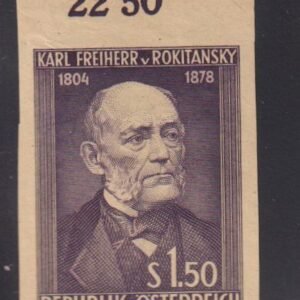 22 50
KARL FREIHERR v ROKITANSKY
1804 1878
S 1.50
REPUBLIK ÖSTERREICH